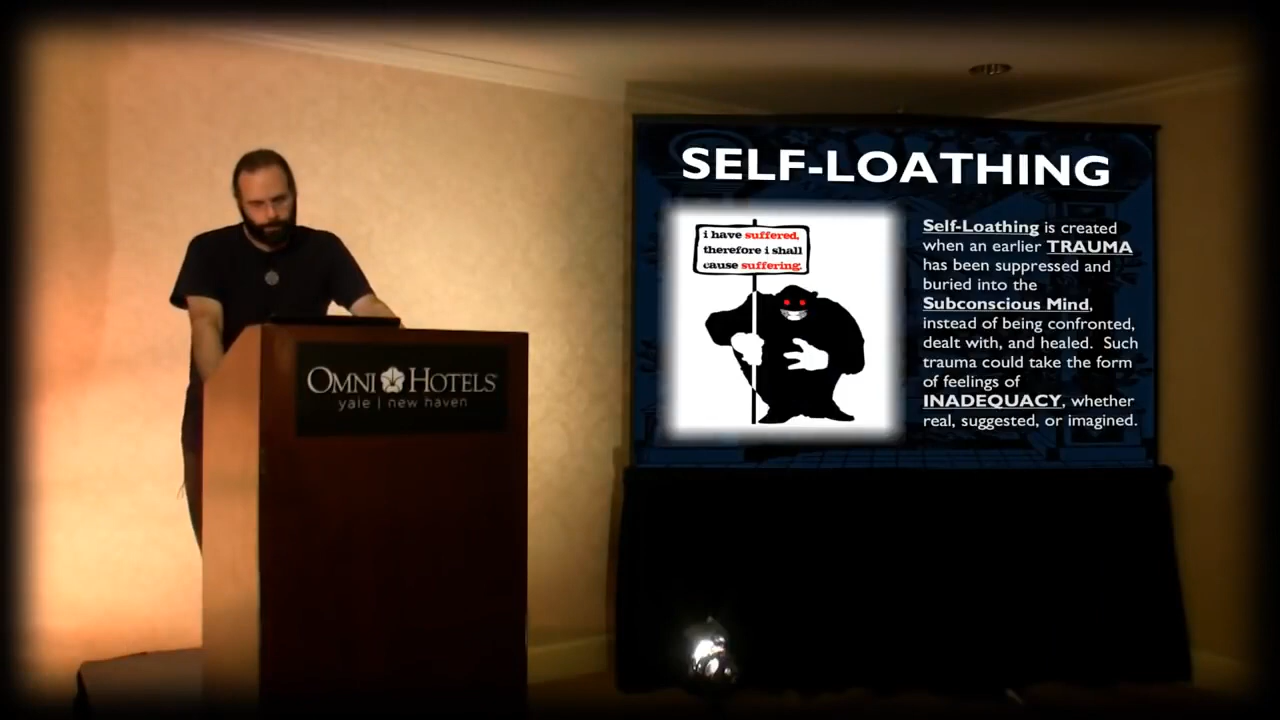 SELF-LOATHING
i have suffered,
therefore i shall
cause suffering.
Self-Loathing is created
when an earlier TRAUMA
has been suppressed and
buried into the
Subconscious Mind,
instead of being confronted,
dealt with, and healed. Such
trauma could take the form
of feelings of
INADEQUACY, whether
real, suggested, or imagined.
OMNI HOTELS
yale | new haven